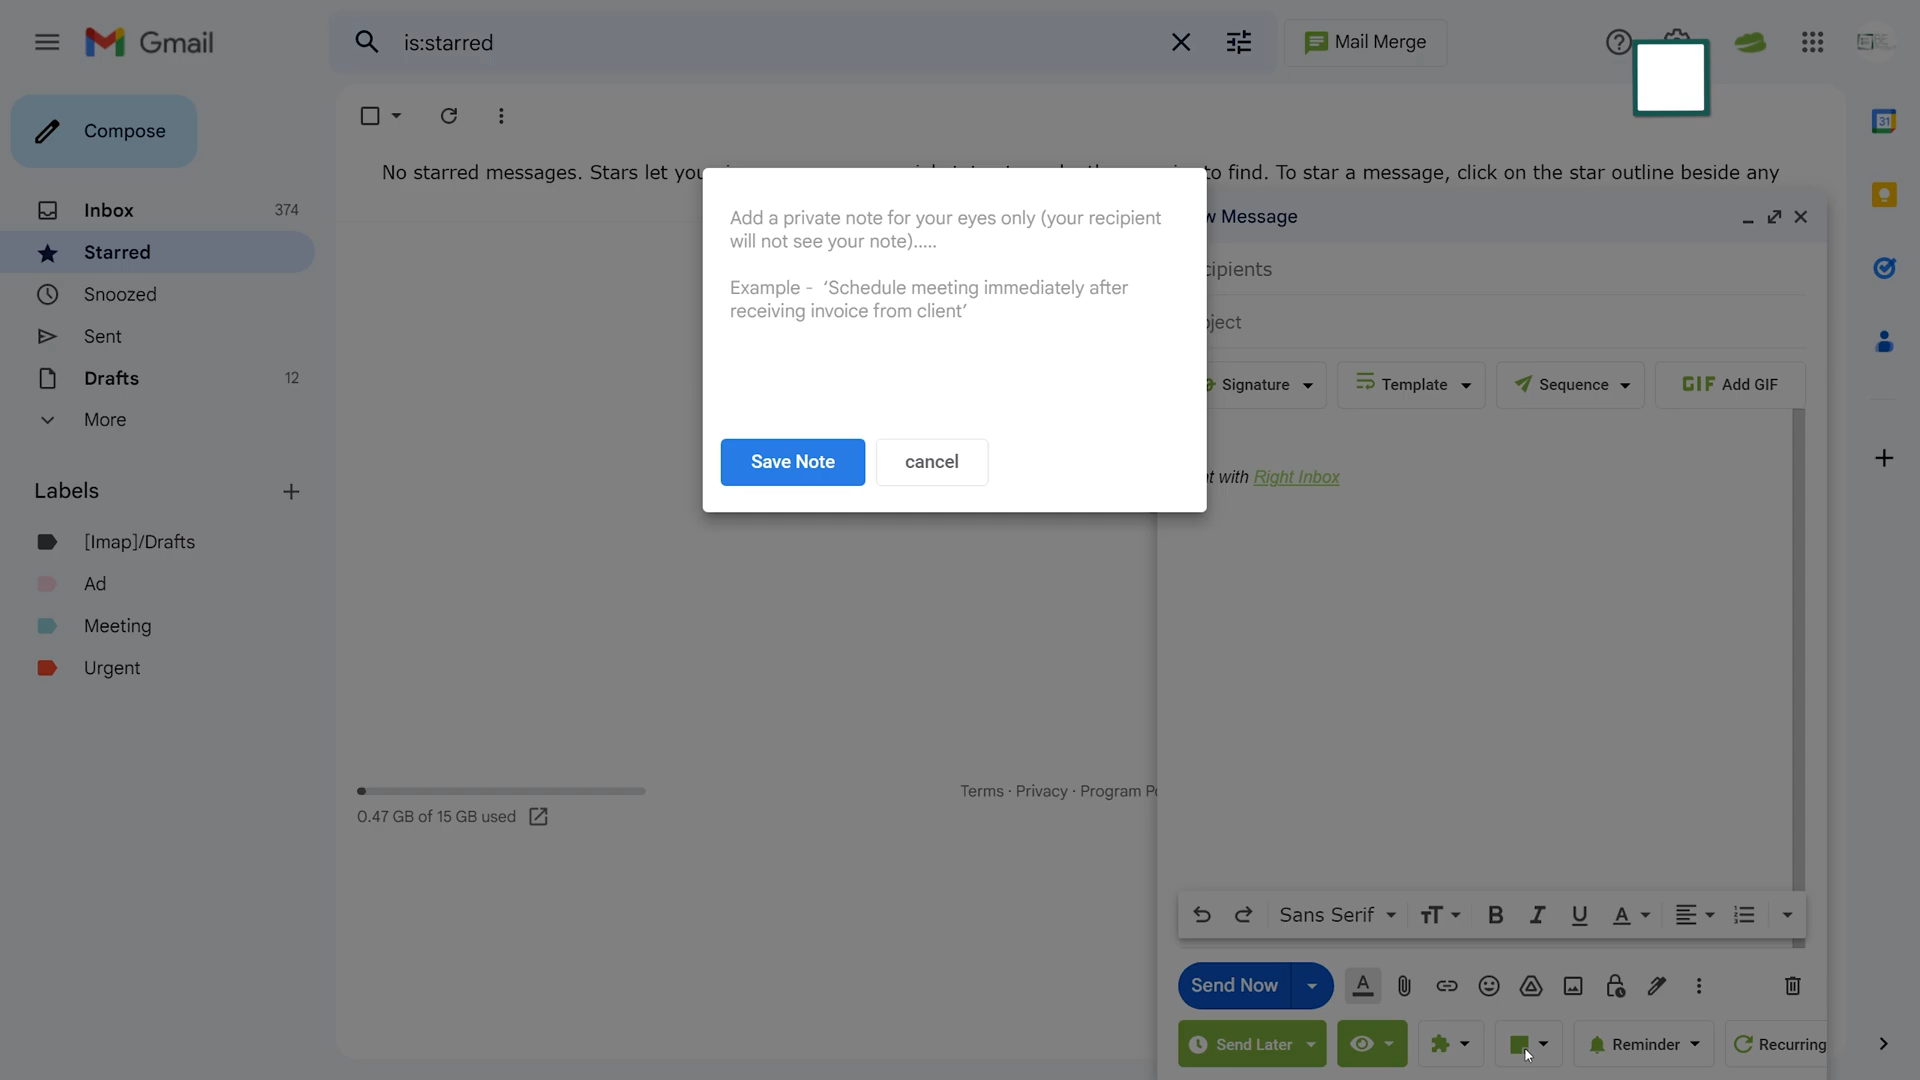 Gmail
is:starred
Mail Merge
Compose
No starred messages. Stars let you
to find. To star a message, click on the star outline beside any
Inbox 374
Starred
Snoozed
Sent
Drafts 12
More
Labels
[Imap]/Drafts
Ad
Meeting
Urgent
Add a private note for your eyes only (your recipient
will not see your note).....
Example - ‘Schedule meeting immediately after
receiving invoice from client’
Save Note
cancel
Message
Signature
Template
Sequence
GIF Add GIF
with Right Inbox
0.47 GB of 15 GB used
Terms · Privacy · Program
Sans Serif
Send Now
Send Later
Reminder
Recurring
31